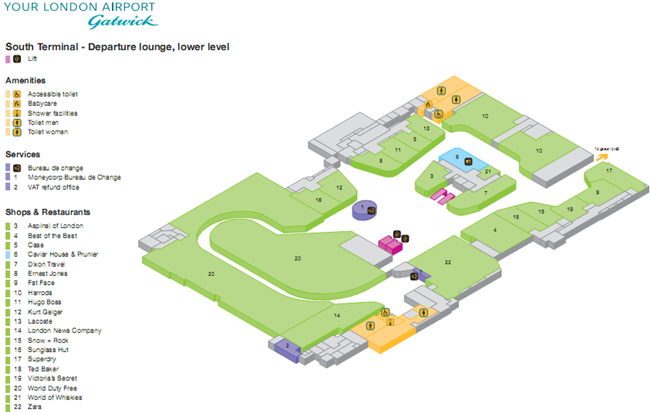 YOUR LONDON AIRPORT
Gatwick
South Terminal - Departure lounge, lower level
Lift
Amenities
Accessible toilet
Babycare
Shower facilities
Toilet men
Toilet women
Services
Bureau de change
1 Moneycorp Bureau de Change
2 VAT refund office
Shops & Restaurants
3 Aspinal of London
4 Best of the Best
5 Case
6 Caviar House & Prunier
7 Dixon Travel
8 Ernest Jones
9 Fat Face
10 Harrods
11 Hugo Boss
12 Kurt Geiger
13 Lacoste
14 London News Company
15 Snow + Rock
16 Sunglass Hut
17 Superdry
18 Ted Baker
19 Victoria's Secret
20 World Duty Free
21 World of Whiskies
22 Zara
10
13
5
11
8
10
6
21
3
7
17
9
19
15
18
4
12
16
1
20
20
22
14
2